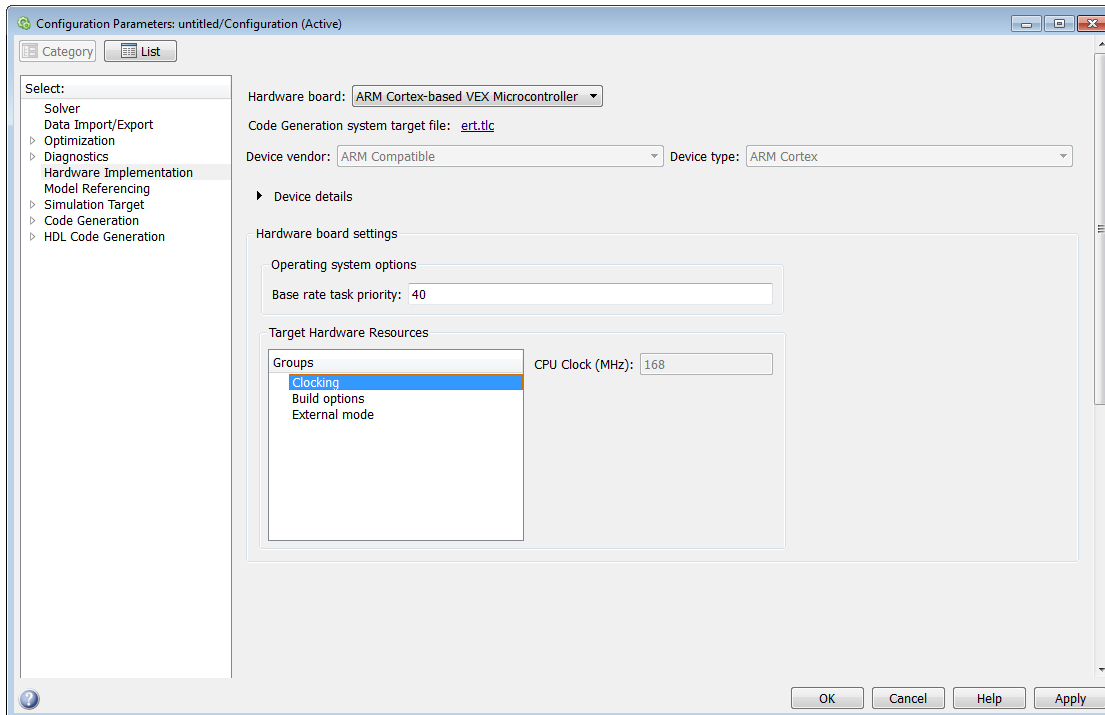 Configuration Parameters: untitled/Configuration (Active)
Category
List
Select:
Solver
Data Import/Export
Optimization
Diagnostics
Hardware Implementation
Model Referencing
Simulation Target
Code Generation
HDL Code Generation
Hardware board: ARM Cortex-based VEX Microcontroller
Code Generation system target file: ert.tlc
Device vendor: ARM Compatible Device type: ARM Cortex
Device details
Hardware board settings
Operating system options
Base rate task priority: 40
Target Hardware Resources
Groups
Clocking
Build options
External mode
CPU Clock (MHz): 168
OK Cancel Help Apply